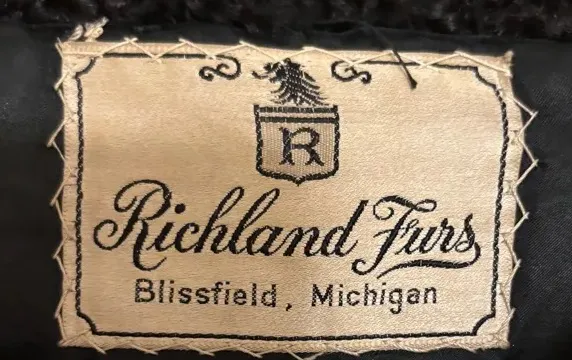 R
Richland Furs
Blissfield, Michigan